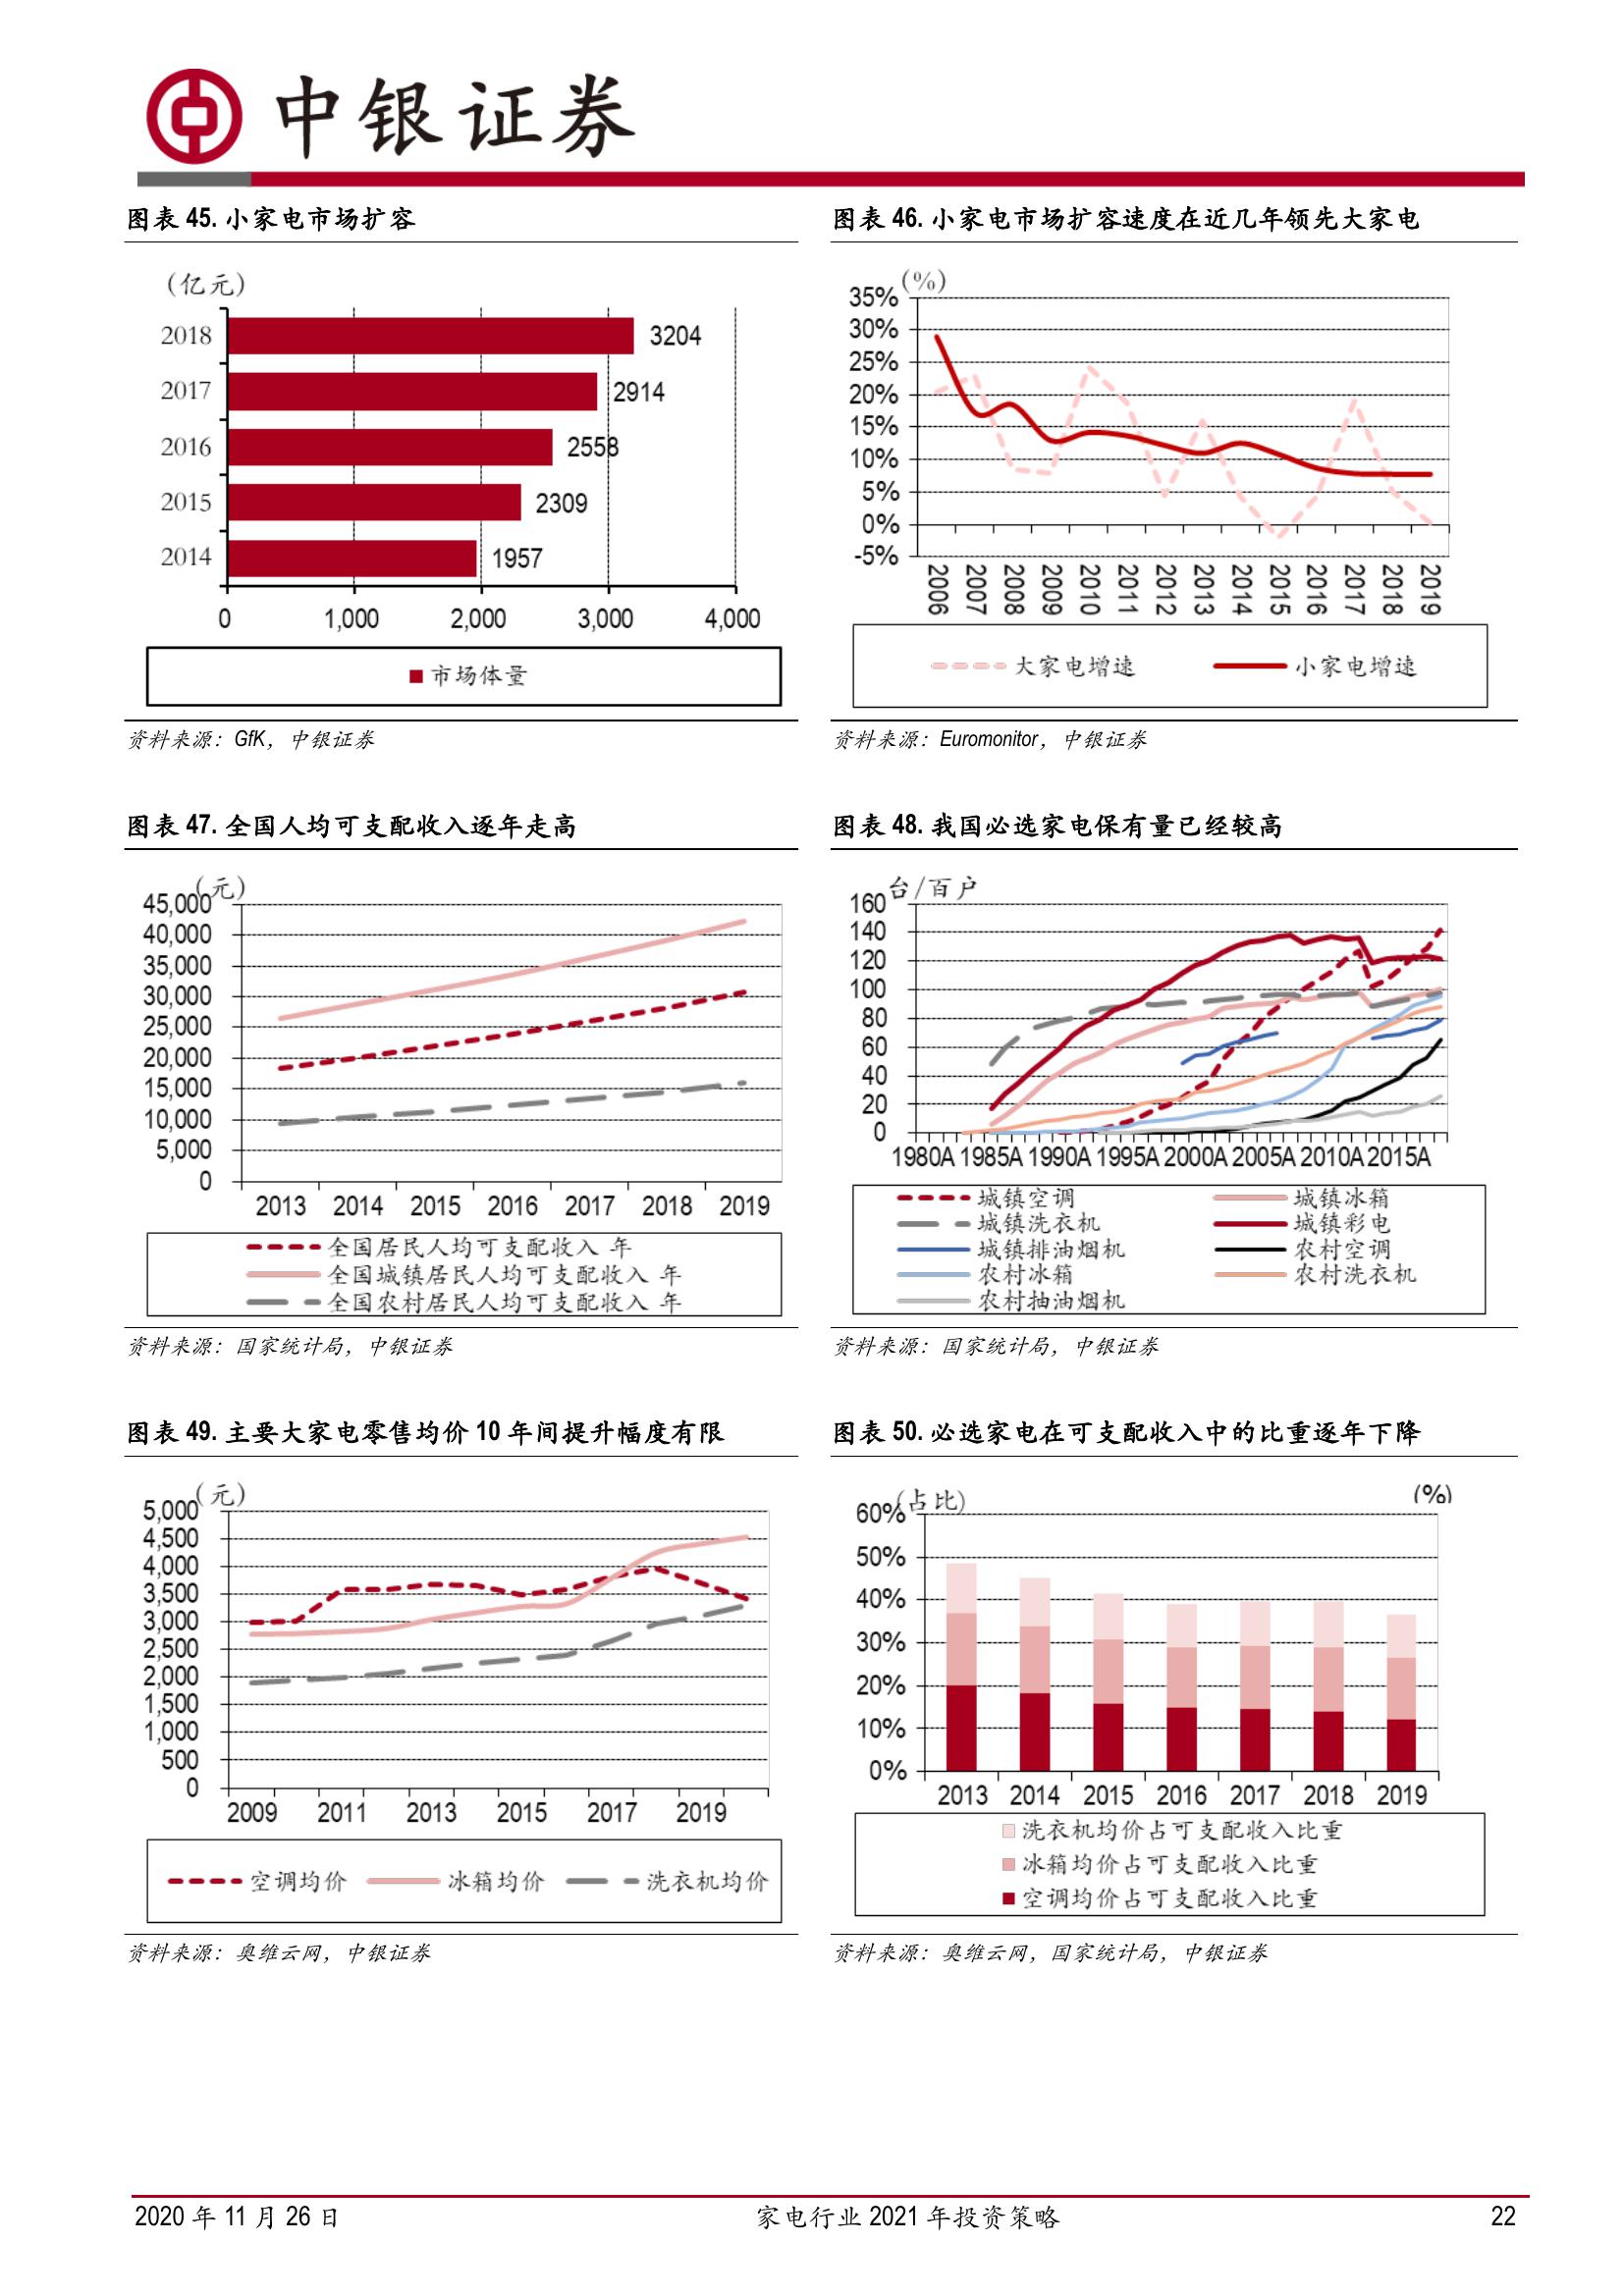 中银证券
图表 45. 小家电市场扩容
(亿元)
2018
3204
2017
2914
2016
2558
2015
2309
2014
1957
0 1,000 2,000 3,000 4,000
市场体量
资料来源：GfK，中银证券
图表 46. 小家电市场扩容速度在近几年领先大家电
(%)
35%
30%
25%
20%
15%
10%
5%
0%
-5%
2006 2007 2008 2009 2010 2011 2012 2013 2014 2015 2016 2017 2018 2019
大家电增速 小家电增速
资料来源：Euromonitor，中银证券
图表 47. 全国人均可支配收入逐年走高
(元)
45,000
40,000
35,000
30,000
25,000
20,000
15,000
10,000
5,000
0
2013 2014 2015 2016 2017 2018 2019
全国居民人均可支配收入 年
全国城镇居民人均可支配收入 年
全国农村居民人均可支配收入 年
资料来源：国家统计局，中银证券
图表 48. 我国必选家电保有量已经较高
台/百户
160
140
120
100
80
60
40
20
0
1980A 1985A 1990A 1995A 2000A 2005A 2010A 2015A
城镇空调 城镇冰箱
城镇洗衣机 城镇彩电
城镇排油烟机 农村空调
农村冰箱 农村洗衣机
农村抽油烟机
资料来源：国家统计局，中银证券
图表 49. 主要大家电零售均价 10 年间提升幅度有限
(元)
5,000
4,500
4,000
3,500
3,000
2,500
2,000
1,500
1,000
500
0
2009 2011 2013 2015 2017 2019
空调均价 冰箱均价 洗衣机均价
资料来源：奥维云网，中银证券
图表 50. 必选家电在可支配收入中的比重逐年下降
(占比) (%)
60%
50%
40%
30%
20%
10%
0%
2013 2014 2015 2016 2017 2018 2019
洗衣机均价占可支配收入比重
冰箱均价占可支配收入比重
空调均价占可支配收入比重
资料来源：奥维云网，国家统计局，中银证券
2020 年 11 月 26 日 家电行业 2021 年投资策略 22